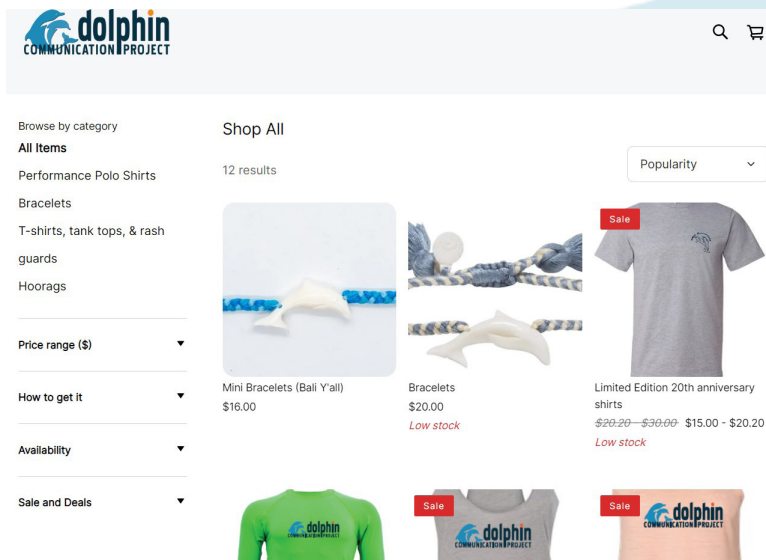 dolphin
COMMUNICATION PROJECT
Browse by category
All Items
Performance Polo Shirts
Bracelets
T-shirts, tank tops, & rash
guards
Hoorags
Price range ($)
How to get it
Availability
Sale and Deals
Shop All
12 results
Popularity
Mini Bracelets (Bali Y'all)
$16.00
Bracelets
$20.00
Low stock
Sale
Limited Edition 20th anniversary
shirts
$20.20 - $30.00 $15.00 - $20.20
Low stock
dolphin
COMMUNICATION PROJECT
Sale
dolphin
COMMUNICATION PROJECT
Sale
dolphin
COMMUNICATION PROJECT